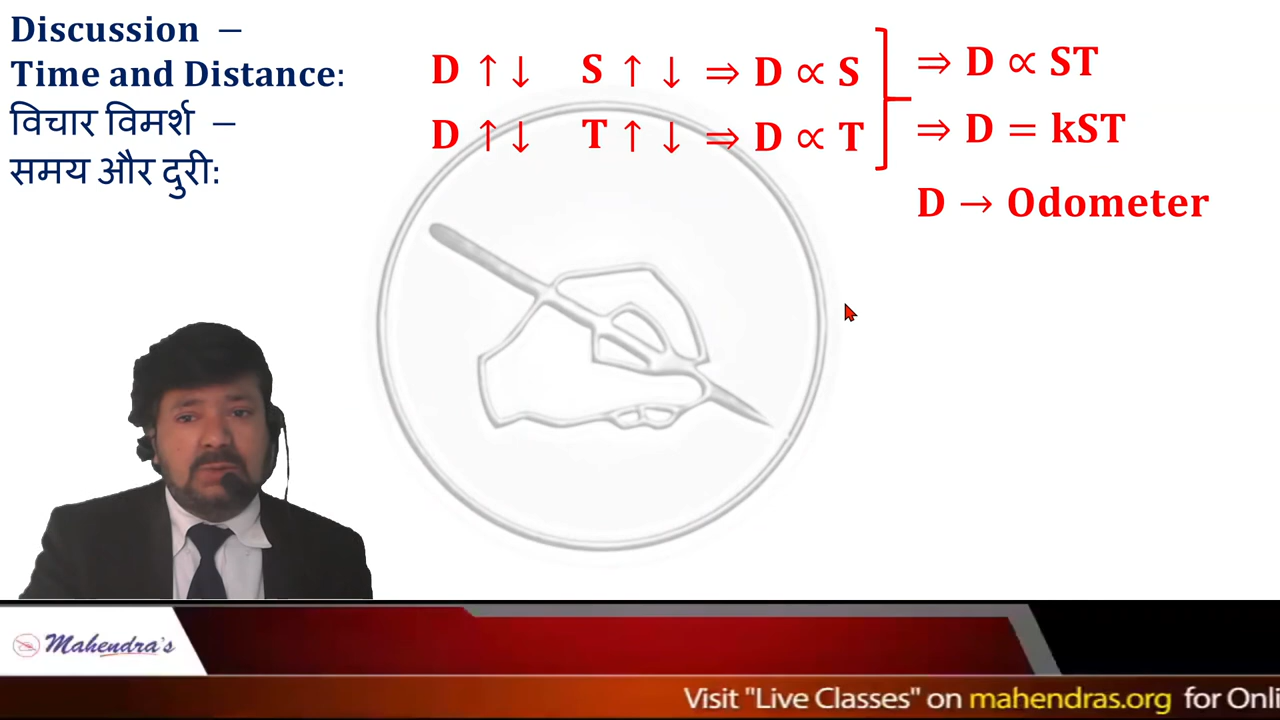 Discussion –
Time and Distance:
विचार विमर्श –
समय और दुरी:
D ↑↓ S ↑ ↓ ⇒ D ∝ S
D ↑↓ T ↑ ↓ ⇒ D ∝ T
⇒ D ∝ ST
⇒ D = kST
D → Odometer
Mahendra's
Visit "Live Classes" on mahendras.org for Onli